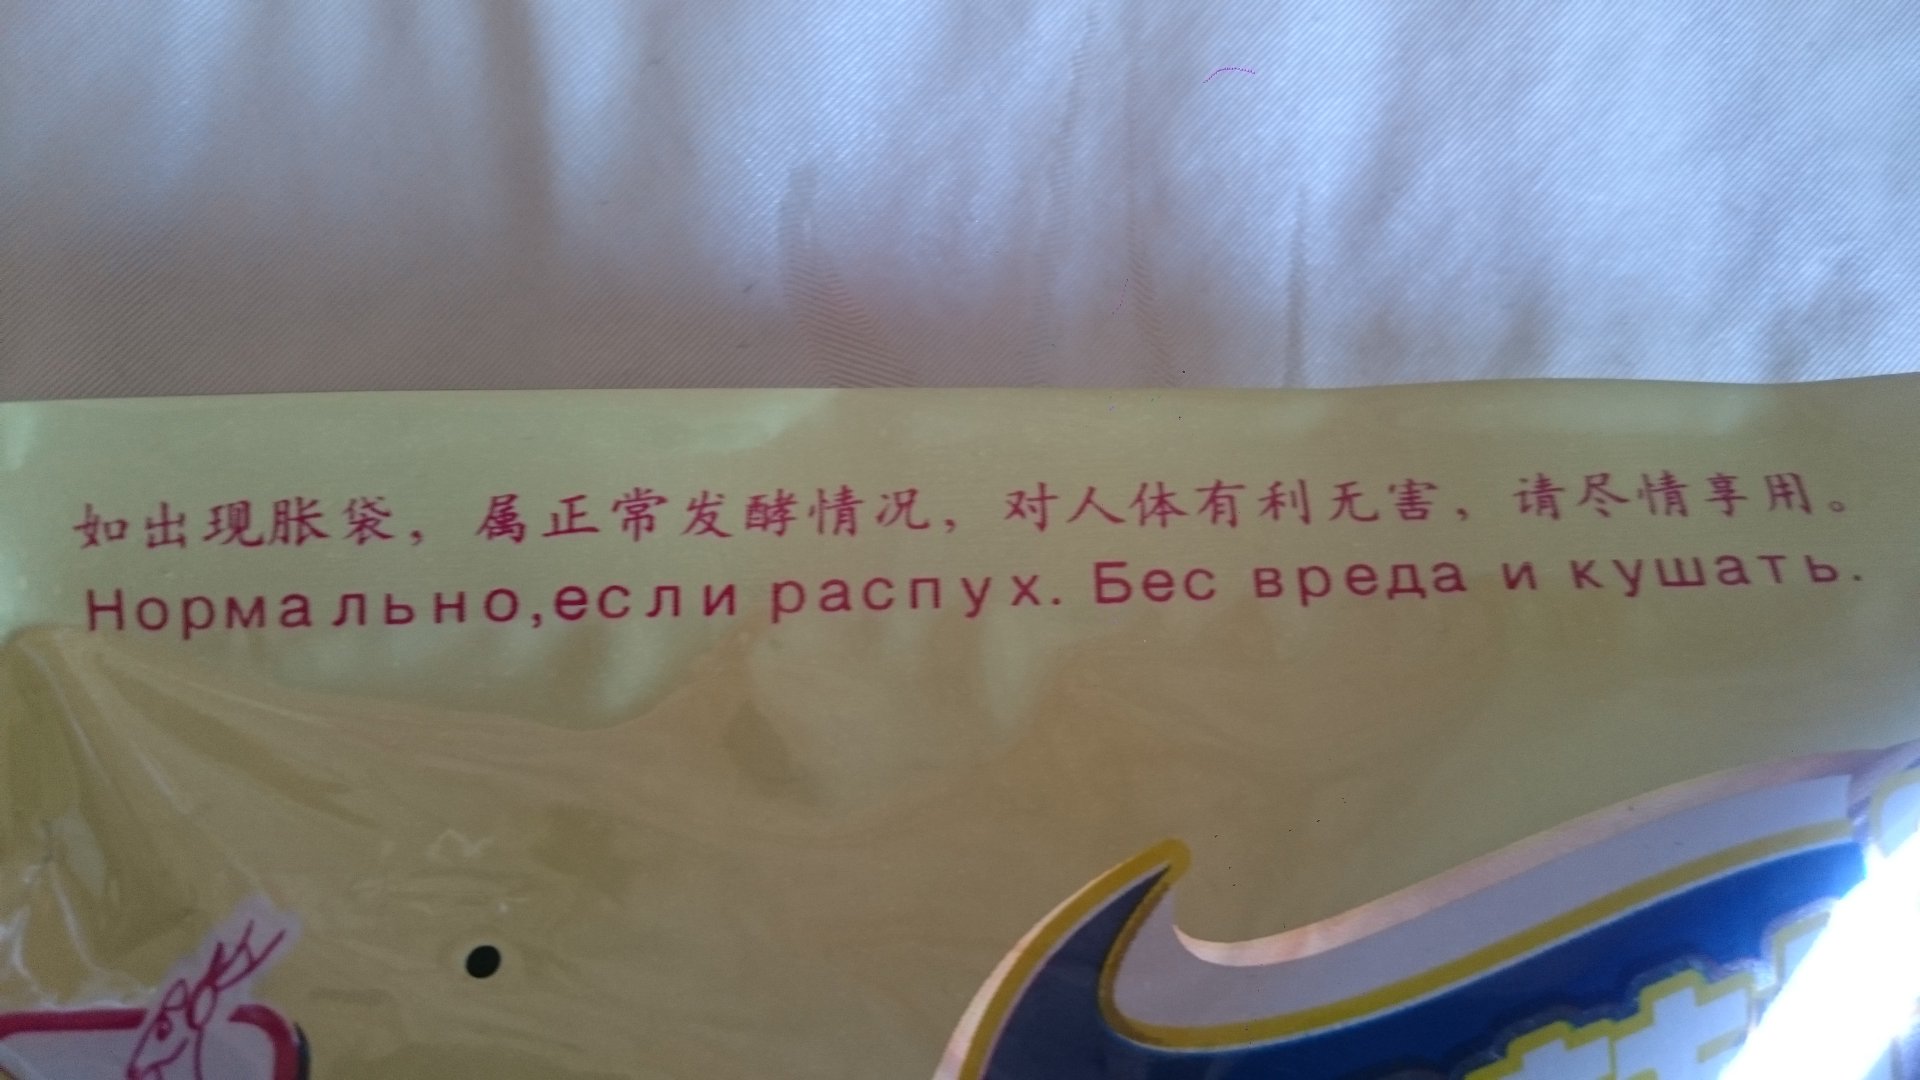 如出现胀袋，属正常发酵情况，对人体有利无害，请尽情享用。
Нормально,если распух. Бес вреда и кушать.